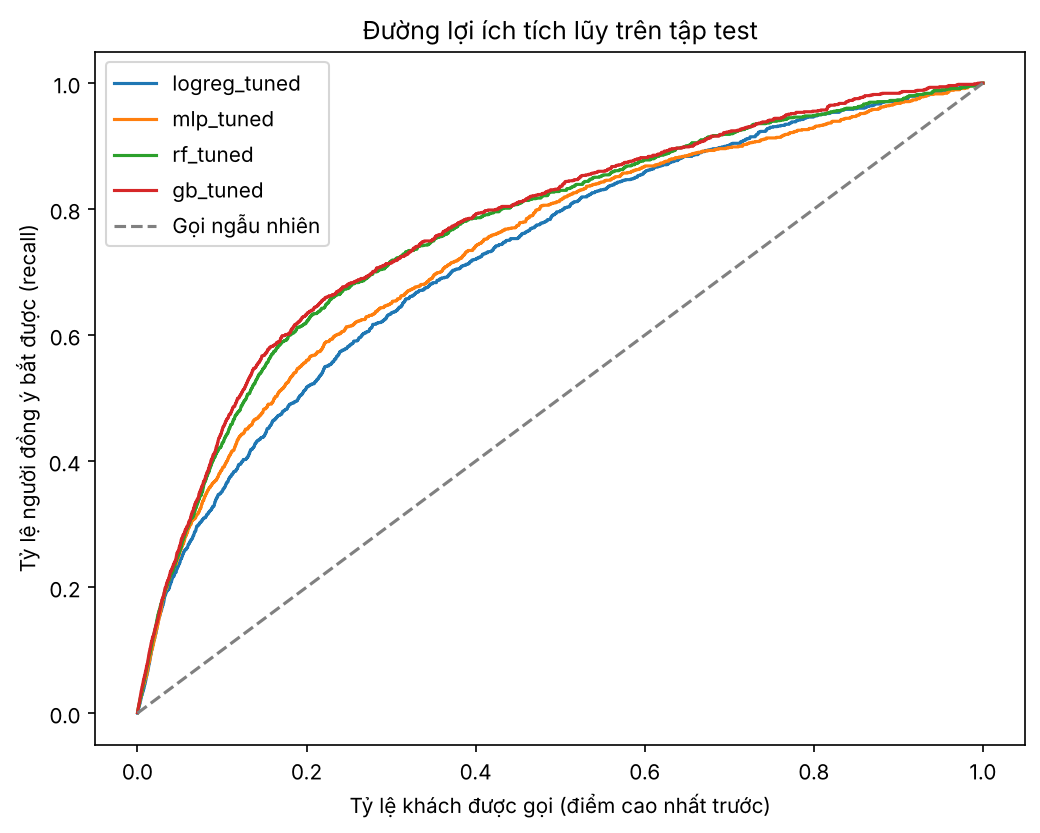 Đường lợi ích tích lũy trên tập test
logreg_tuned
mlp_tuned
rf_tuned
gb_tuned
Gọi ngẫu nhiên
Tỷ lệ người đồng ý bắt được (recall)
1.0
0.8
0.6
0.4
0.2
0.0
0.0 0.2 0.4 0.6 0.8 1.0
Tỷ lệ khách được gọi (điểm cao nhất trước)